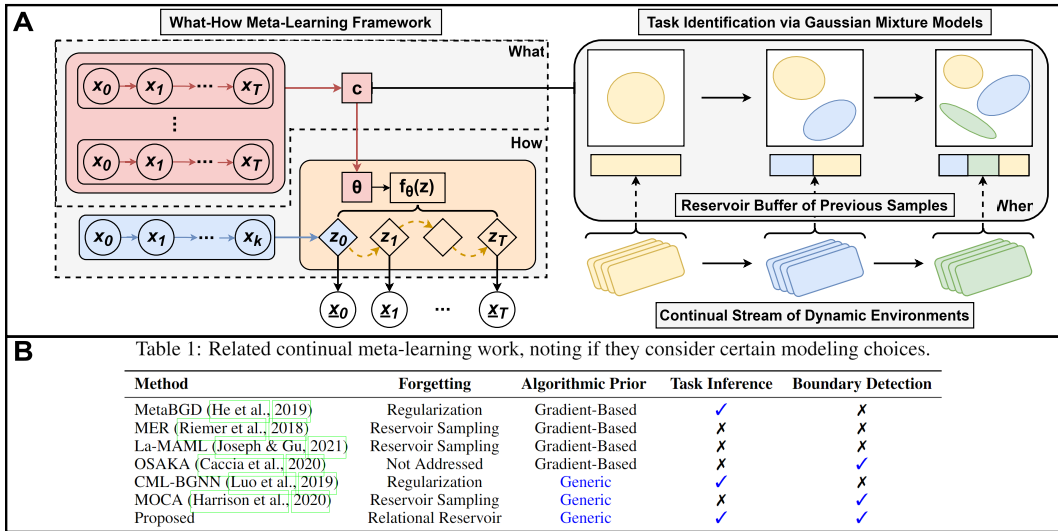 A
What-How Meta-Learning Framework
Task Identification via Gaussian Mixture Models
What
x0 x1 ... xT
c
⋮
x0 x1 ... xT
How
θ fθ(z)
x0 x1 ... xk
z0 z1 zT
x0 x1 ... xT
Reservoir Buffer of Previous Samples
Continual Stream of Dynamic Environments
B
Table 1: Related continual meta-learning work, noting if they consider certain modeling choices.
Method Forgetting Algorithmic Prior Task Inference Boundary Detection
MetaBGD (He et al., 2019) Regularization Gradient-Based ✓ ✗
MER (Riemer et al., 2018) Reservoir Sampling Gradient-Based ✗ ✗
La-MAML (Joseph & Gu, 2021) Reservoir Sampling Gradient-Based ✗ ✗
OSAKA (Caccia et al., 2020) Not Addressed Gradient-Based ✗ ✓
CML-BGNN (Luo et al., 2019) Regularization Generic ✓ ✗
MOCA (Harrison et al., 2020) Reservoir Sampling Generic ✗ ✓
Proposed Relational Reservoir Generic ✓ ✓